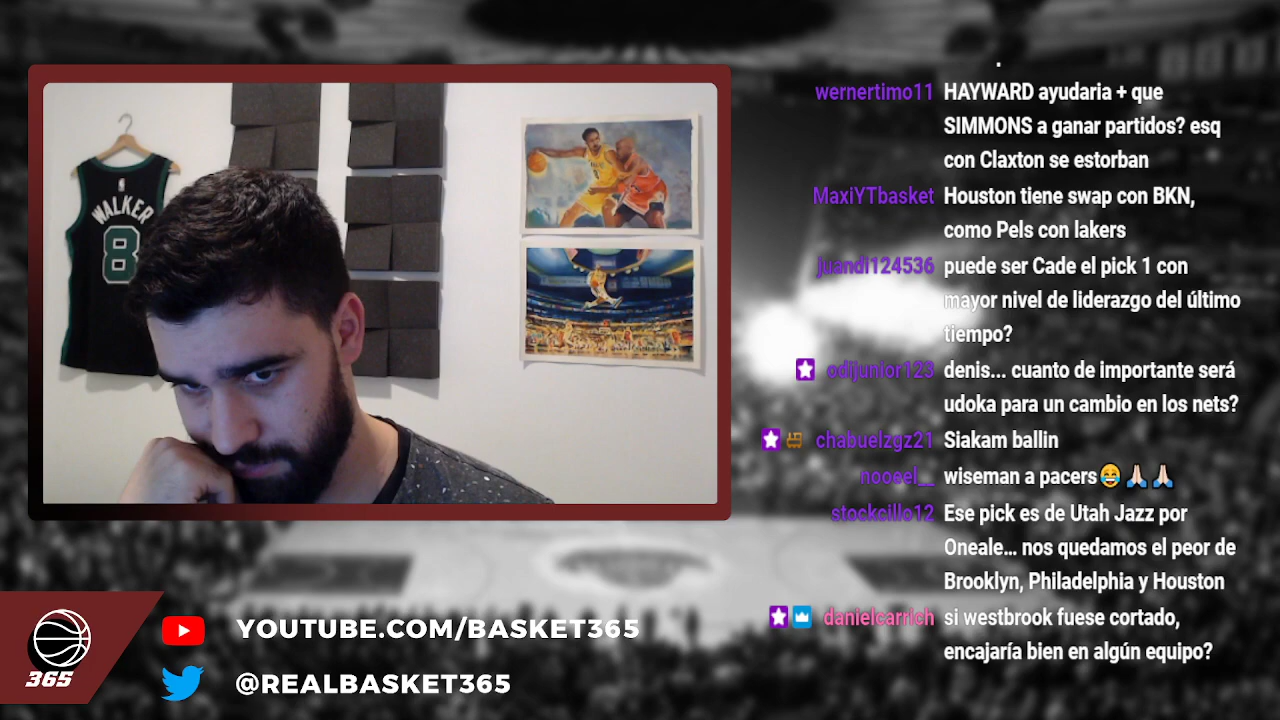 WALKER
8
wernertimo11 HAYWARD ayudaria + que
SIMMONS a ganar partidos? esq
con Claxton se estorban
MaxiYTbasket Houston tiene swap con BKN,
como Pels con lakers
juandi124536 puede ser Cade el pick 1 con
mayor nivel de liderazgo del último
tiempo?
odijunior123 denis... cuanto de importante será
udoka para un cambio en los nets?
chabuelzgz21 Siakam ballin
nooeel__ wiseman a pacers😂🙏🏻🙏🏻
stockcillo12 Ese pick es de Utah Jazz por
Oneale... nos quedamos el peor de
Brooklyn, Philadelphia y Houston
danielcarrich si westbrook fuese cortado,
encajaría bien en algún equipo?
365
YOUTUBE.COM/BASKET365
@REALBASKET365